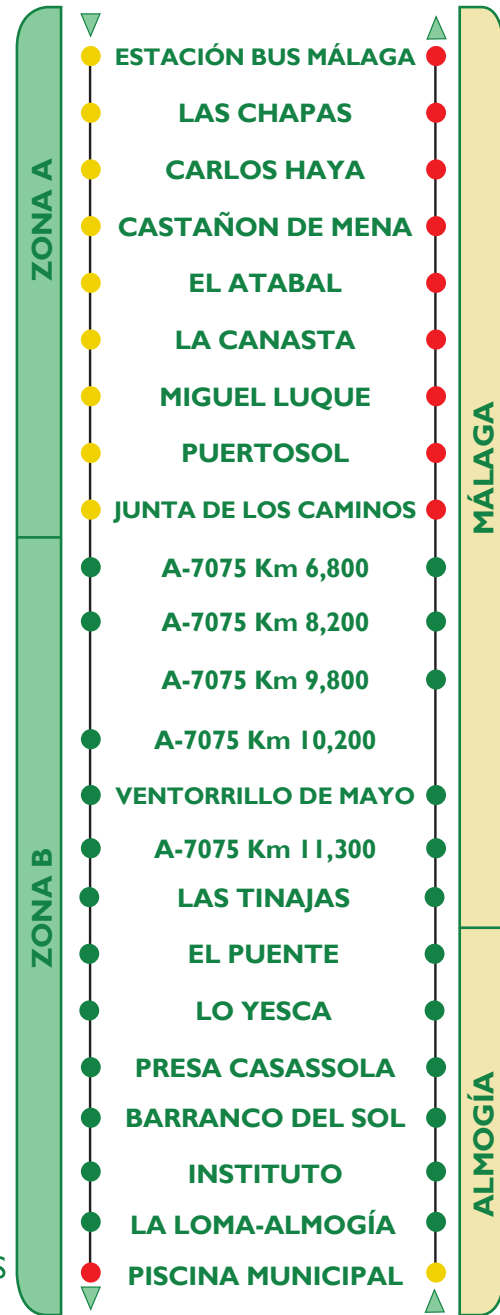 ZONA A
ZONA B
ESTACIÓN BUS MÁLAGA
LAS CHAPAS
CARLOS HAYA
CASTAÑON DE MENA
EL ATABAL
LA CANASTA
MIGUEL LUQUE
PUERTOSOL
JUNTA DE LOS CAMINOS
A-7075 Km 6,800
A-7075 Km 8,200
A-7075 Km 9,800
A-7075 Km 10,200
VENTORRILLO DE MAYO
A-7075 Km 11,300
LAS TINAJAS
EL PUENTE
LO YESCA
PRESA CASASSOLA
BARRANCO DEL SOL
INSTITUTO
LA LOMA-ALMOGÍA
PISCINA MUNICIPAL
MÁLAGA
ALMOGÍA